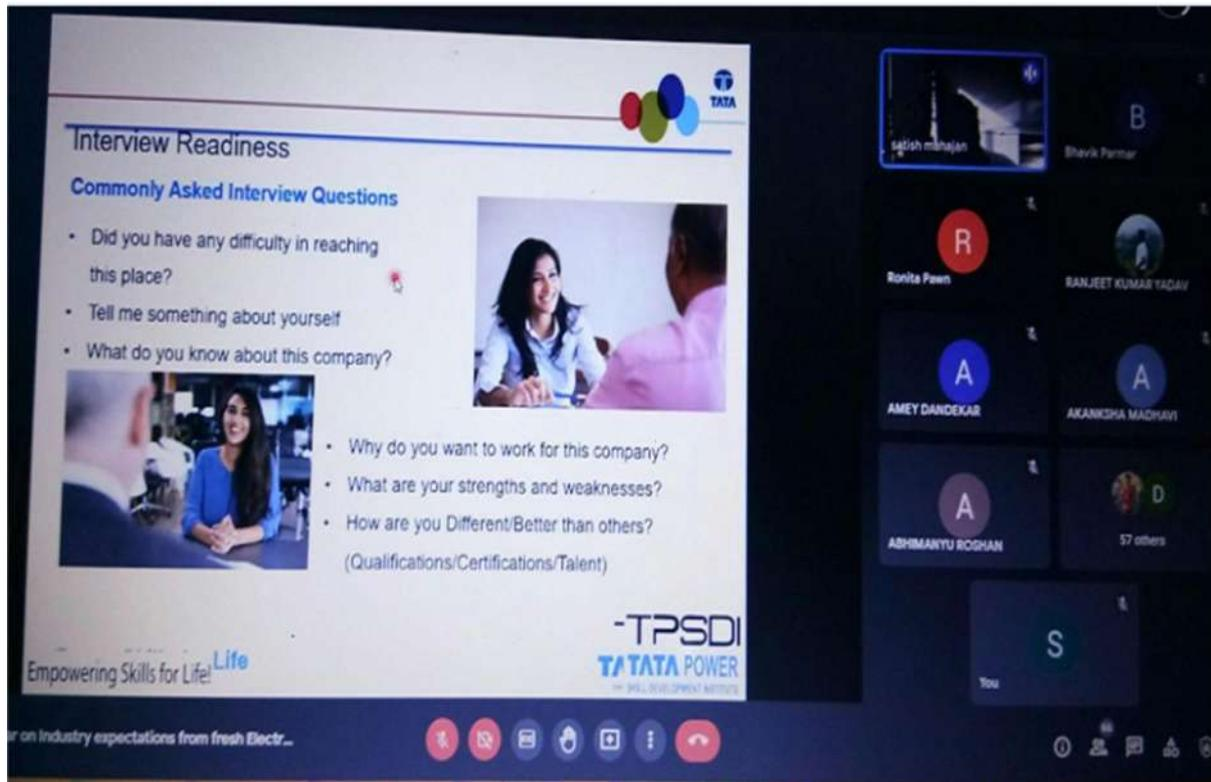 TATA
Interview Readiness
Commonly Asked Interview Questions
• Did you have any difficulty in reaching
this place?
• Tell me something about yourself
• What do you know about this company?
• Why do you want to work for this company?
• What are your strengths and weaknesses?
• How are you Different/Better than others?
(Qualifications/Certifications/Talent)
-TPSDI
TATA POWER
SKILL DEVELOPMENT INSTITUTE
Life
Empowering Skills for Life!
satish mahajan
B
Bhavik Parmar
R
Ronita Pawn
RANJEET KUMAR YADAV
A
AMEY DANDEKAR
A
AKANKSHA MADHAVI
A
ABHIMANYU ROSHAN
D
57 others
S
You
ar on Industry expectations from fresh Electr...